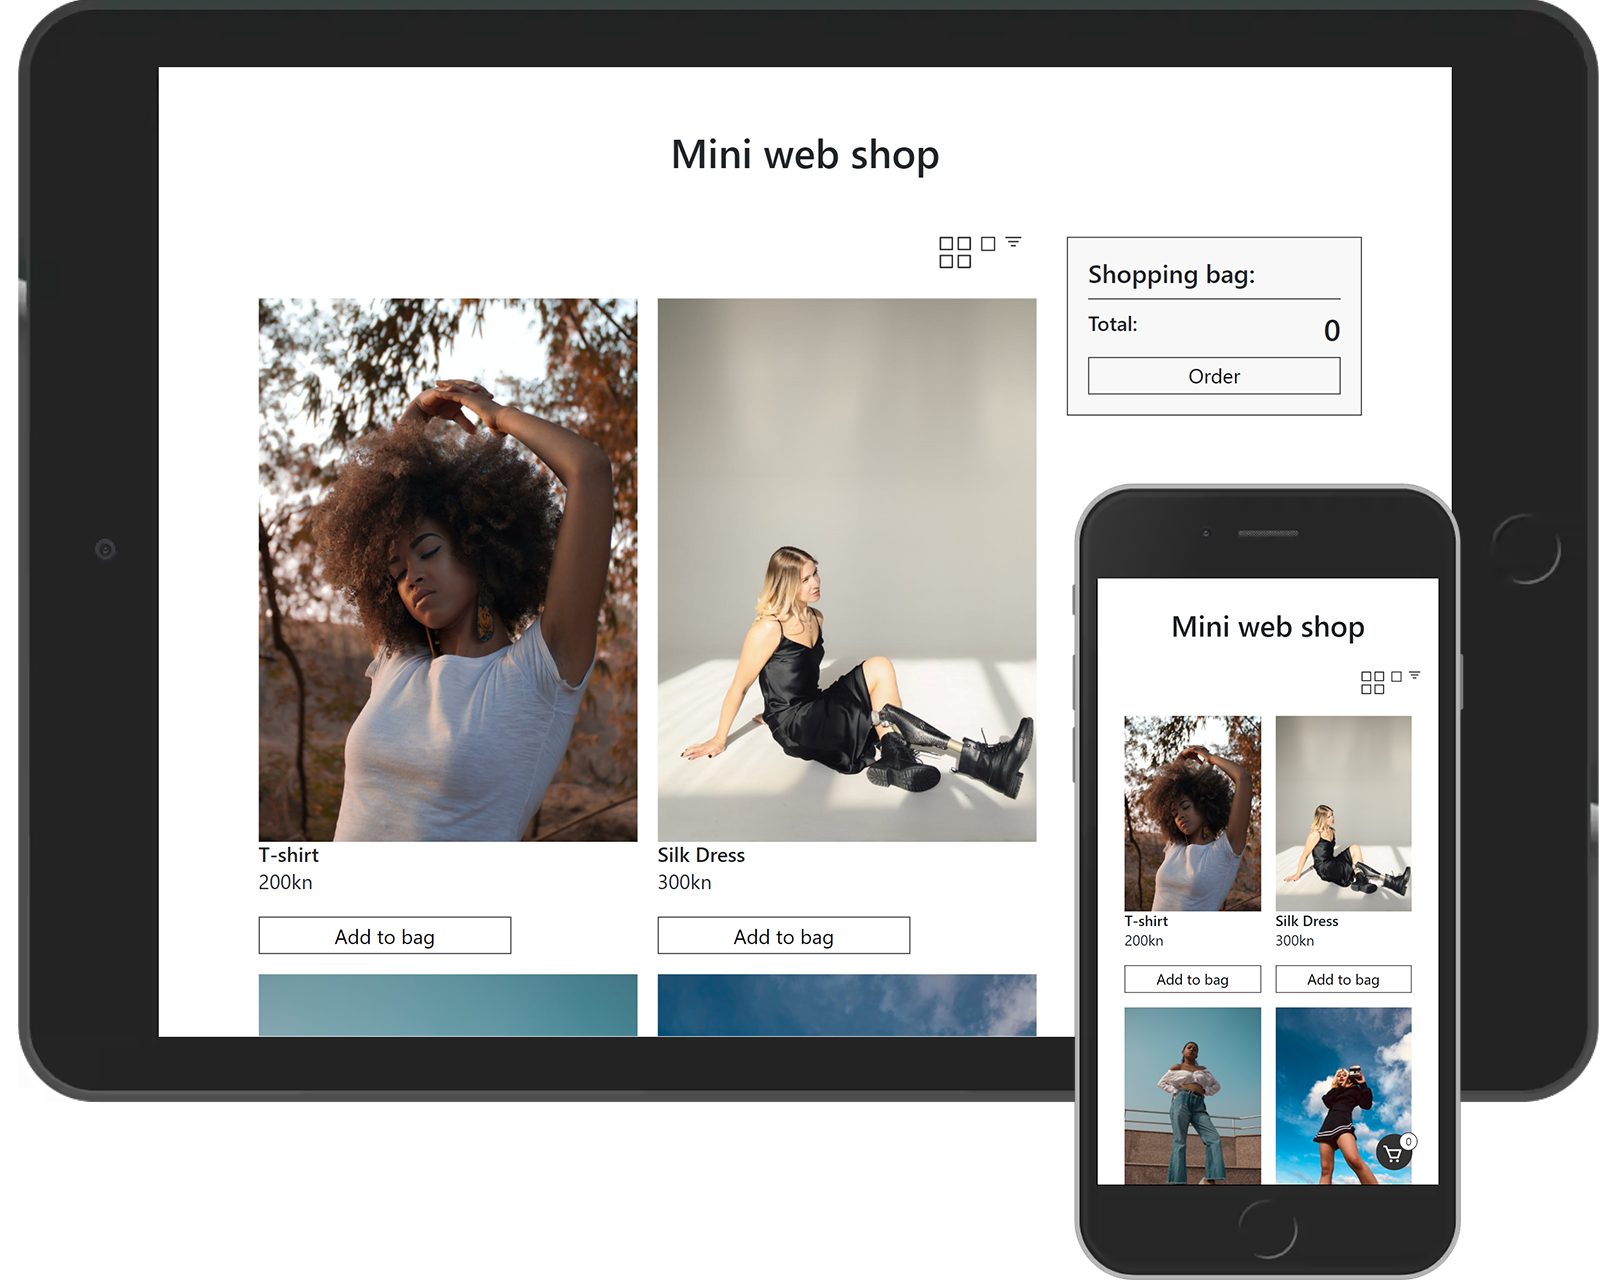 Mini web shop
Shopping bag:
Total:
0
Order
T-shirt
200kn
Add to bag
Silk Dress
300kn
Add to bag
Mini web shop
T-shirt
200kn
Add to bag
Silk Dress
300kn
Add to bag
0